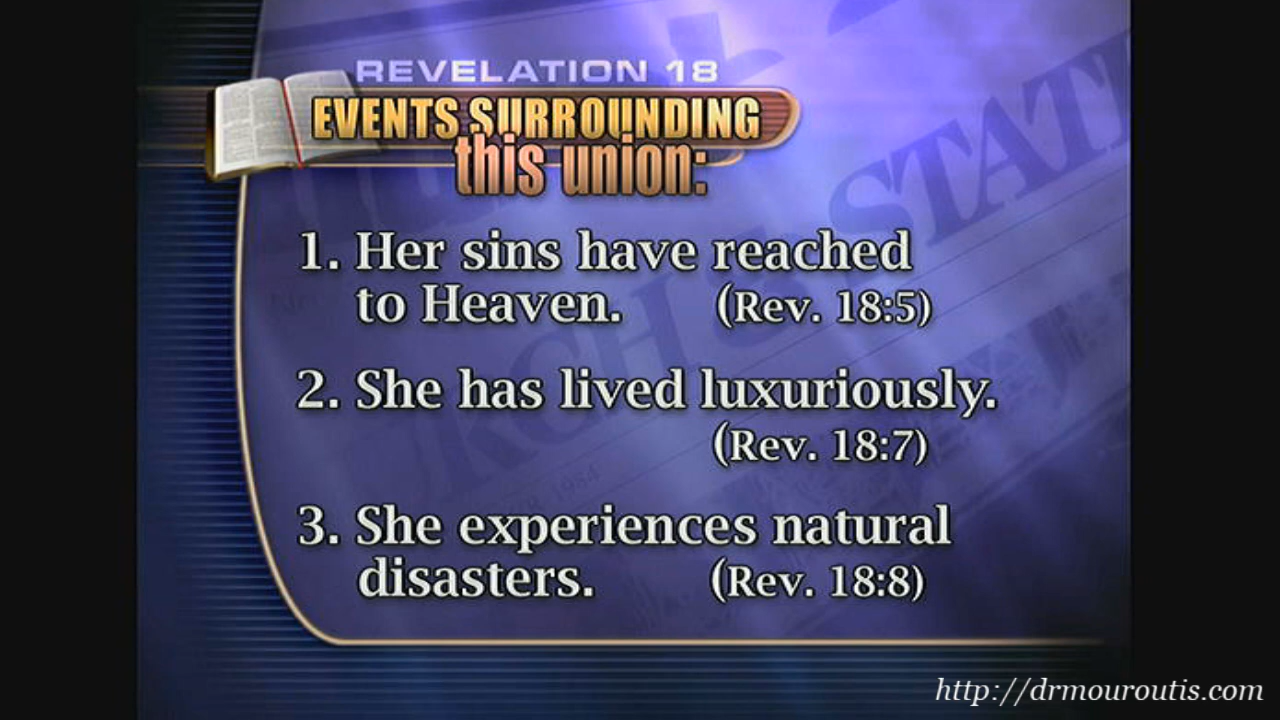 REVELATION 18
EVENTS SURROUNDING
this union:
1. Her sins have reached
to Heaven. (Rev. 18:5)
2. She has lived luxuriously.
(Rev. 18:7)
3. She experiences natural
disasters. (Rev. 18:8)
http://drmouroutis.com